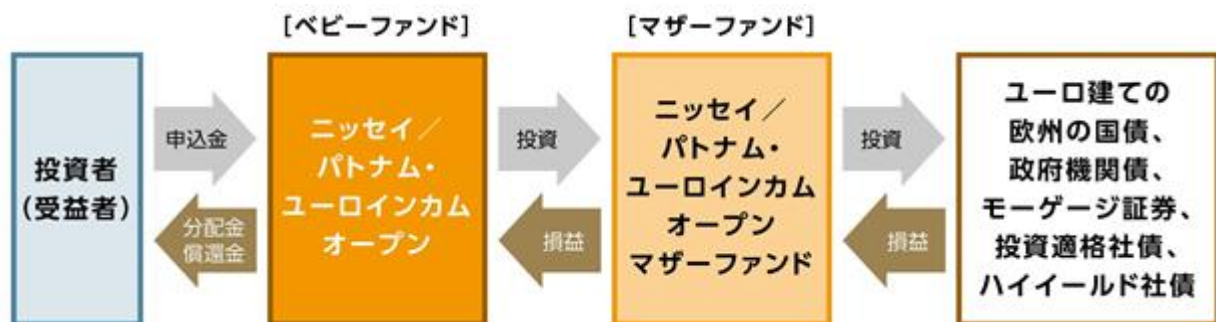 [ベビーファンド]
[マザーファンド]
投資者
(受益者)
申込金
分配金
償還金
ニッセイ／
パトナム・
ユーロインカム
オープン
投資
損益
ニッセイ／
パトナム・
ユーロインカム
オープン
マザーファンド
投資
損益
ユーロ建ての
欧州の国債、
政府機関債、
モーゲージ証券、
投資適格社債、
ハイイールド社債